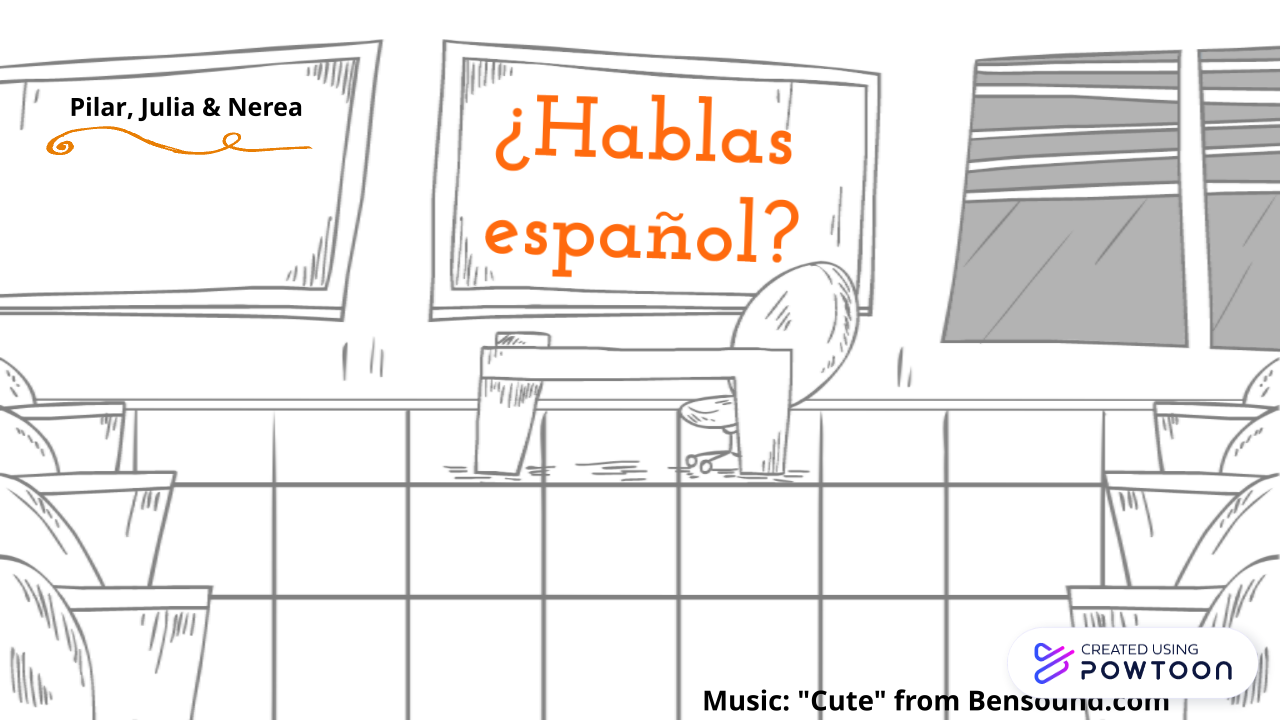 Pilar, Julia & Nerea
¿Hablas
español?
CREATED USING
POWTOON
Music: "Cute" from Bensound.com